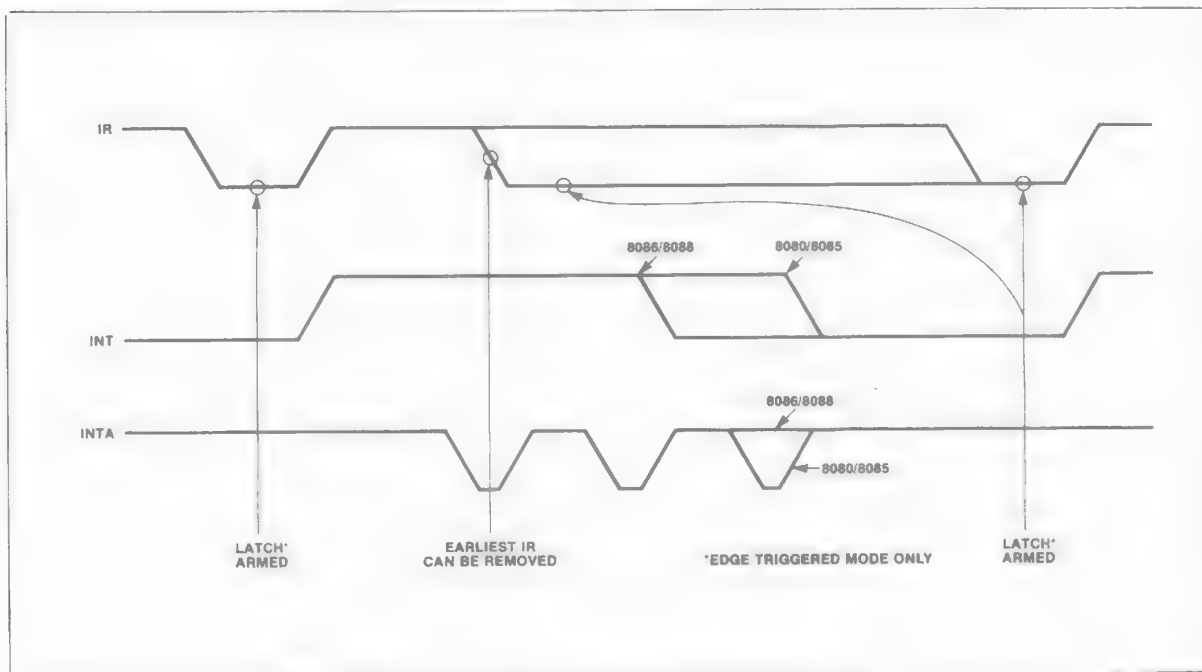 IR
8086/8088
8080/8085
INT
8086/8088
INTA
8080/8085
LATCH*
ARMED
EARLIEST IR
CAN BE REMOVED
*EDGE TRIGGERED MODE ONLY
LATCH*
ARMED